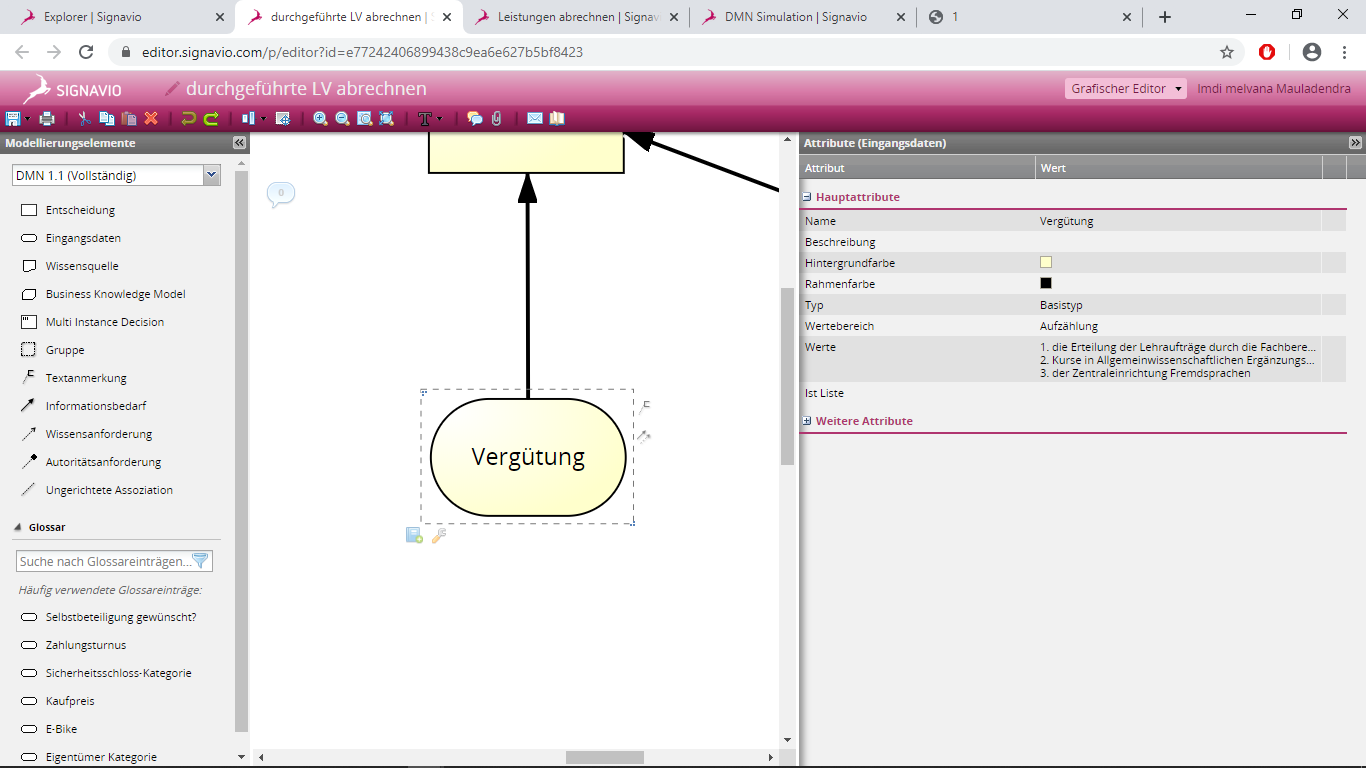 Explorer | Signavio
durchgeführte LV abrechnen |
Leistungen abrechnen | Signav
DMN Simulation | Signavio
1
editor.signavio.com/p/editor?id=e77242406899438c9ea6e627b5bf8423
SIGNAVIO
durchgeführte LV abrechnen
Grafischer Editor
Imdi melvana Mauladendra
Modellierungselemente
DMN 1.1 (Vollständig)
Entscheidung
Eingangsdaten
Wissensquelle
Business Knowledge Model
Multi Instance Decision
Gruppe
Textanmerkung
Informationsbedarf
Wissensanforderung
Autoritätsanforderung
Ungerichtete Assoziation
Glossar
Suche nach Glossareinträgen...
Häufig verwendete Glossareinträge:
Selbstbeteiligung gewünscht?
Zahlungsturnus
Sicherheitsschloss-Kategorie
Kaufpreis
E-Bike
Eigentümer Kategorie
0
Vergütung
Attribute (Eingangsdaten)
Attribut Wert
Hauptattribute
Name Vergütung
Beschreibung
Hintergrundfarbe
Rahmenfarbe
Typ Basistyp
Wertebereich Aufzählung
Werte 1. die Erteilung der Lehraufträge durch die Fachbere...
2. Kurse in Allgemeinwissenschaftlichen Ergänzungs...
3. der Zentraleinrichtung Fremdsprachen
Ist Liste
Weitere Attribute